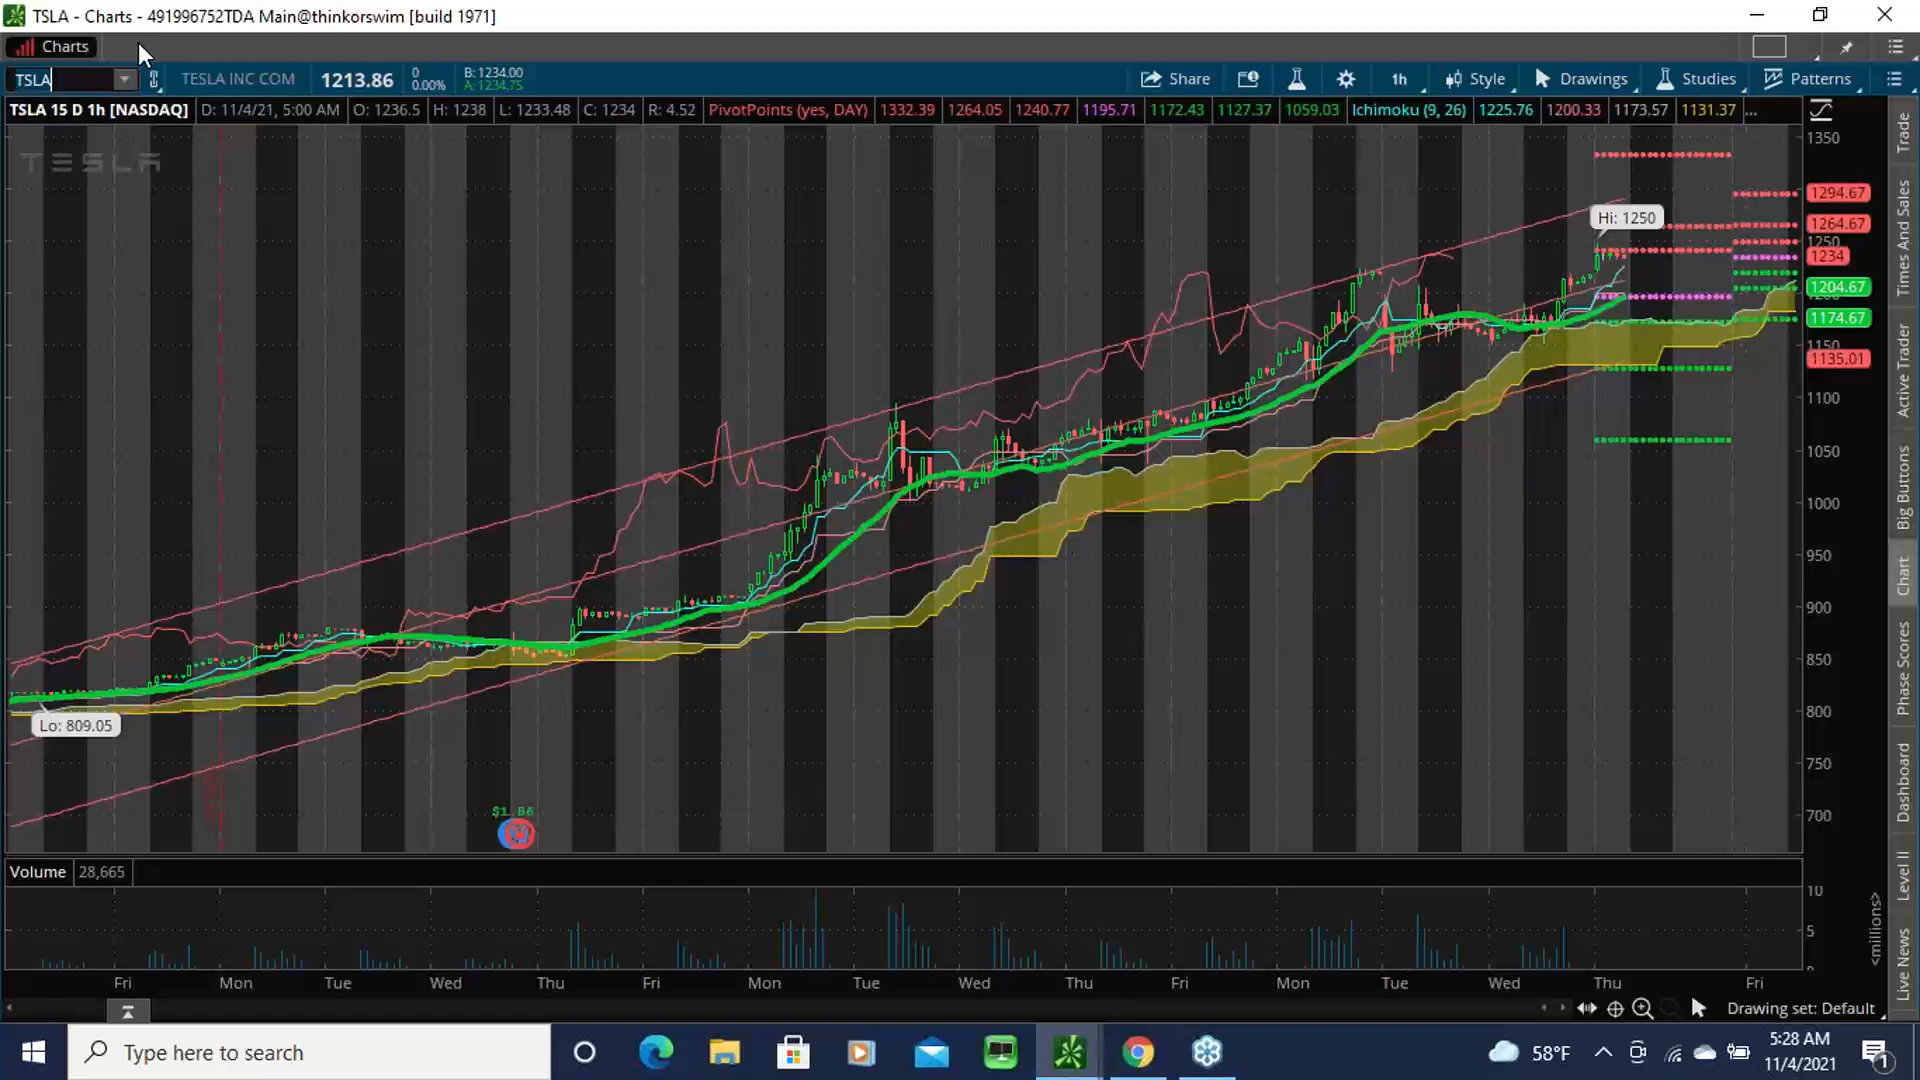 TSLA - Charts - 491996752TDA Main@thinkorswim [build 1971]
Charts
TSLA TESLA INC COM 1213.86 0 0.00% B: 1234.00 A: 1234.75 Share 1h Style Drawings Studies Patterns
TSLA 15 D 1h [NASDAQ] D: 11/4/21, 5:00 AM O: 1236.5 H: 1238 L: 1233.48 C: 1234 R: 4.52 PivotPoints (yes, DAY) 1332.39 1264.05 1240.77 1195.71 1172.43 1127.37 1059.03 Ichimoku (9, 26) 1225.76 1200.33 1173.57 1131.37 ...
TESLA
1350
1294.67
Hi: 1250
1264.67
1250
1234
1204.67
1174.67
1150
1135.01
1100
1050
1000
950
900
850
800
750
700
Lo: 809.05
$1.86
Volume 28,665
10
5
<millions>
Fri Mon Tue Wed Thu Fri Mon Tue Wed Thu Fri Mon Tue Wed Thu Fri
Drawing set: Default
Trade
Times And Sales
Active Trader
Big Buttons
Chart
Phase Scores
Dashboard
Level II
Live News
Type here to search
58°F
5:28 AM
11/4/2021
1